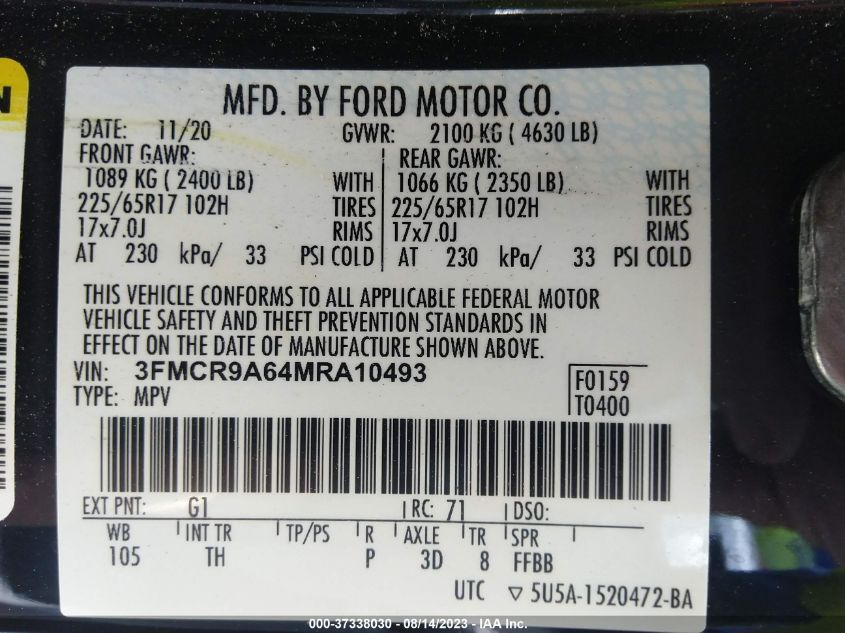 N
MFD. BY FORD MOTOR CO.
DATE: 11/20 GVWR: 2100 KG ( 4630 LB)
FRONT GAWR: REAR GAWR:
1089 KG ( 2400 LB) WITH 1066 KG ( 2350 LB) WITH
225/65R17 102H TIRES 225/65R17 102H TIRES
17x7.0J RIMS 17x7.0J RIMS
AT 230 kPa/ 33 PSI COLD AT 230 kPa/ 33 PSI COLD
THIS VEHICLE CONFORMS TO ALL APPLICABLE FEDERAL MOTOR
VEHICLE SAFETY AND THEFT PREVENTION STANDARDS IN
EFFECT ON THE DATE OF MANUFACTURE SHOWN ABOVE.
VIN: 3FMCR9A64MRA10493 F0159
TYPE: MPV T0400
EXT PNT: G1 RC: 71 DSO:
WB INT TR TP/PS R AXLE TR SPR
105 TH P 3D 8 FFBB
UTC ▽ 5U5A-1520472-BA
000-37338030 - 08/14/2023 - IAA Inc.